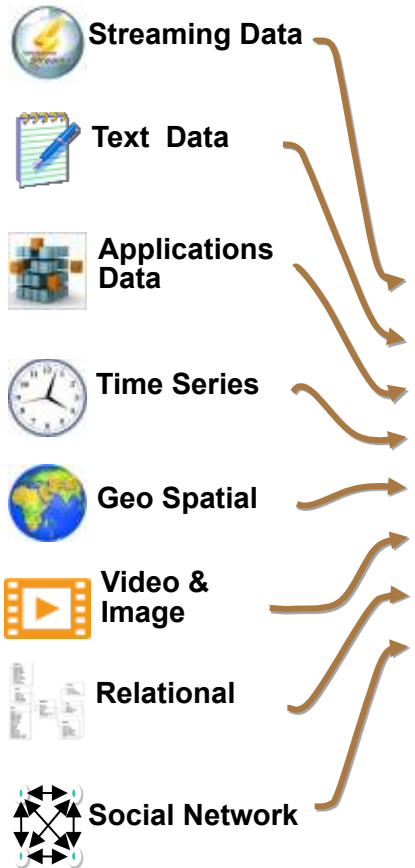 Streaming Data
Text Data
Applications
Data
Time Series
Geo Spatial
Video &
Image
Relational
Social Network